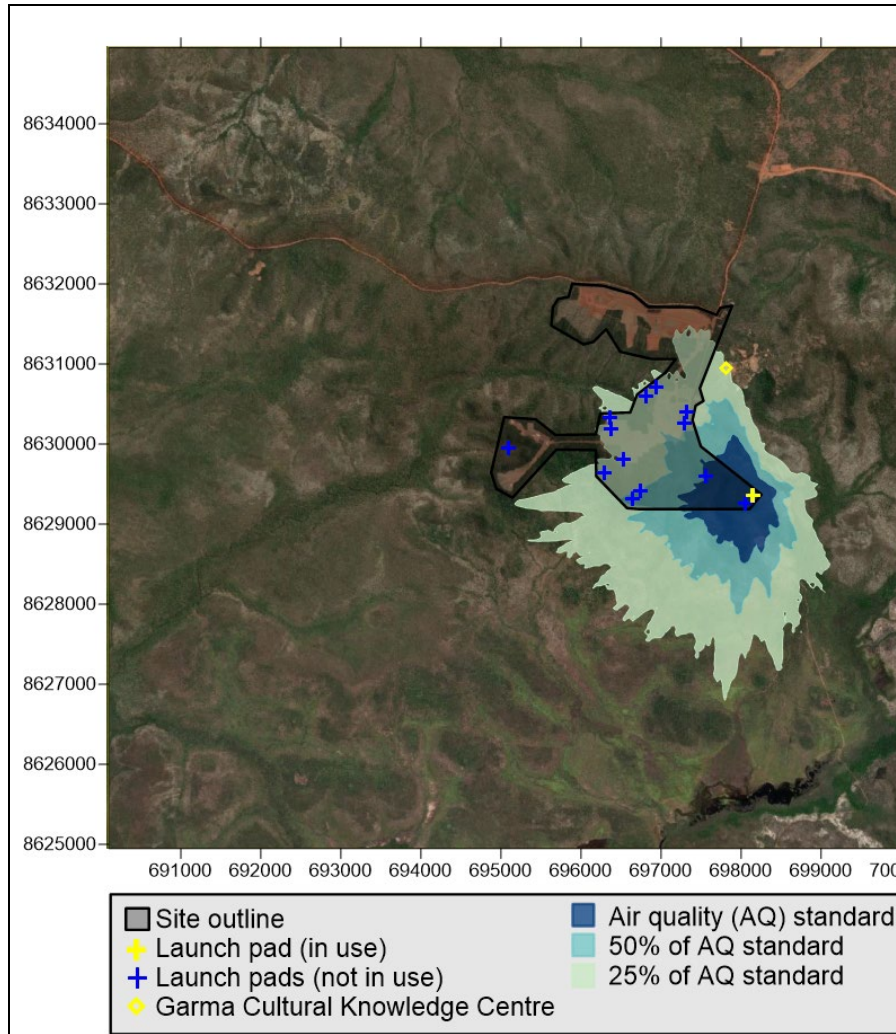 8634000
8633000
8632000
8631000
8630000
8629000
8628000
8627000
8626000
8625000
691000 692000 693000 694000 695000 696000 697000 698000 699000 700
Site outline
Launch pad (in use)
Launch pads (not in use)
Garma Cultural Knowledge Centre
Air quality (AQ) standard
50% of AQ standard
25% of AQ standard